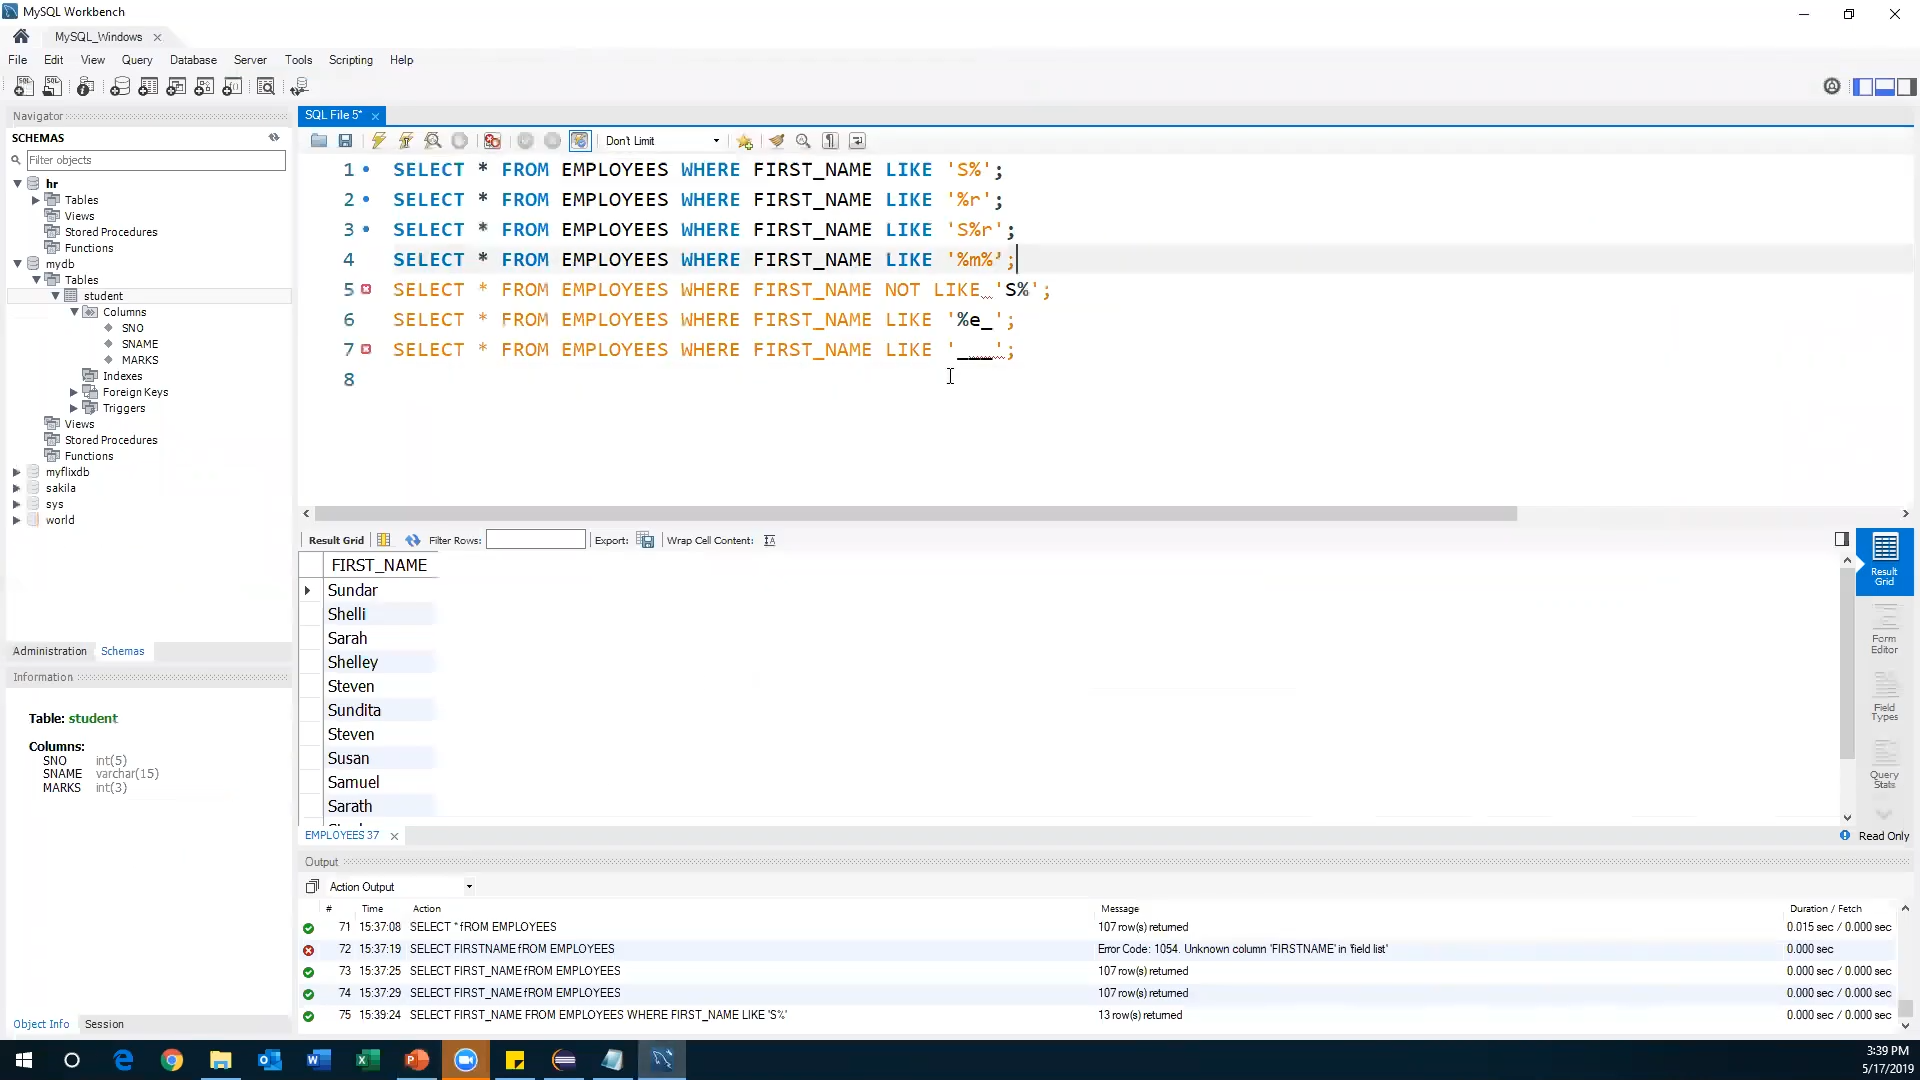 MySQL Workbench
MySQL_Windows
File Edit View Query Database Server Tools Scripting Help
Navigator
SCHEMAS
Filter objects
hr
Tables
Views
Stored Procedures
Functions
mydb
Tables
student
Columns
SNO
SNAME
MARKS
Indexes
Foreign Keys
Triggers
Views
Stored Procedures
Functions
myflixdb
sakila
sys
world
Administration Schemas
Information
Table: student
Columns:
SNO int(5)
SNAME varchar(15)
MARKS int(3)
Object Info Session
SQL File 5*
Don't Limit
1 SELECT * FROM EMPLOYEES WHERE FIRST_NAME LIKE 'S%';
2 SELECT * FROM EMPLOYEES WHERE FIRST_NAME LIKE '%r';
3 SELECT * FROM EMPLOYEES WHERE FIRST_NAME LIKE 'S%r';
4 SELECT * FROM EMPLOYEES WHERE FIRST_NAME LIKE '%m%’;
5 SELECT * FROM EMPLOYEES WHERE FIRST_NAME NOT LIKE 'S%';
6 SELECT * FROM EMPLOYEES WHERE FIRST_NAME LIKE '%e_';
7 SELECT * FROM EMPLOYEES WHERE FIRST_NAME LIKE '___';
8
Result Grid Filter Rows: Export: Wrap Cell Content:
FIRST_NAME
Sundar
Shelli
Sarah
Shelley
Steven
Sundita
Steven
Susan
Samuel
Sarath
Result Grid
Form Editor
Field Types
Query Stats
EMPLOYEES 37
Read Only
Output
Action Output
# Time Action Message Duration / Fetch
71 15:37:08 SELECT * fROM EMPLOYEES 107 row(s) returned 0.015 sec / 0.000 sec
72 15:37:19 SELECT FIRSTNAME fROM EMPLOYEES Error Code: 1054. Unknown column 'FIRSTNAME' in 'field list' 0.000 sec
73 15:37:25 SELECT FIRST_NAME fROM EMPLOYEES 107 row(s) returned 0.000 sec / 0.000 sec
74 15:37:29 SELECT FIRST_NAME fROM EMPLOYEES 107 row(s) returned 0.000 sec / 0.000 sec
75 15:39:24 SELECT FIRST_NAME FROM EMPLOYEES WHERE FIRST_NAME LIKE 'S%' 13 row(s) returned 0.000 sec / 0.000 sec
3:39 PM
5/17/2019